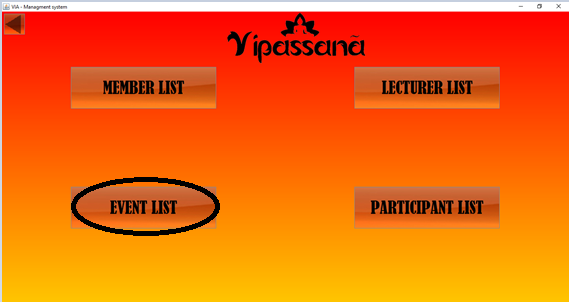 VIA - Managment system
Vipassanā
MEMBER LIST
LECTURER LIST
EVENT LIST
PARTICIPANT LIST